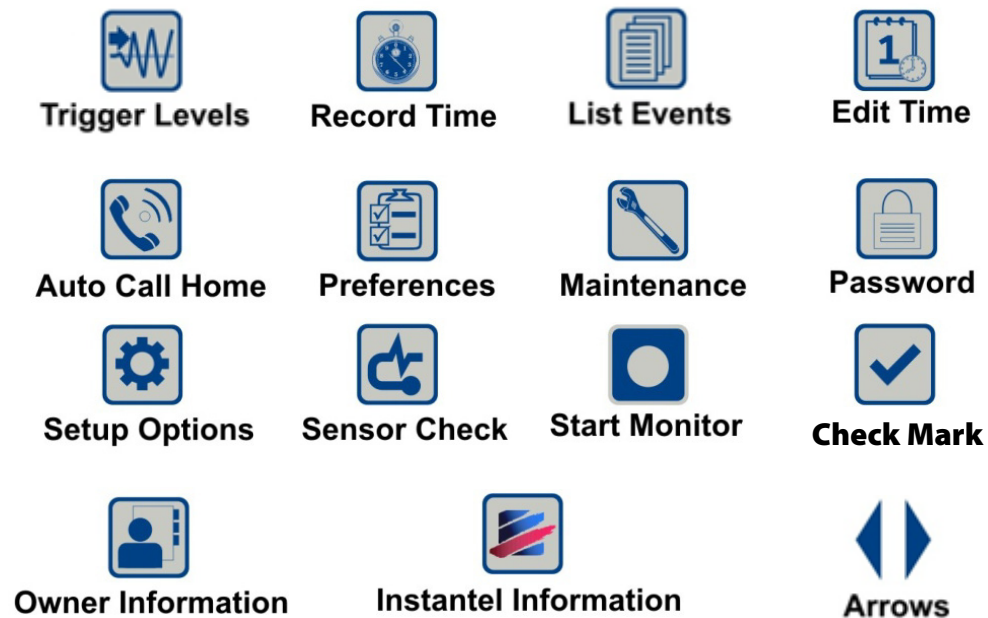 Trigger Levels
Record Time
List Events
1
Edit Time
Auto Call Home
Preferences
Maintenance
Password
Setup Options
Sensor Check
Start Monitor
Check Mark
Owner Information
Instantel Information
Arrows